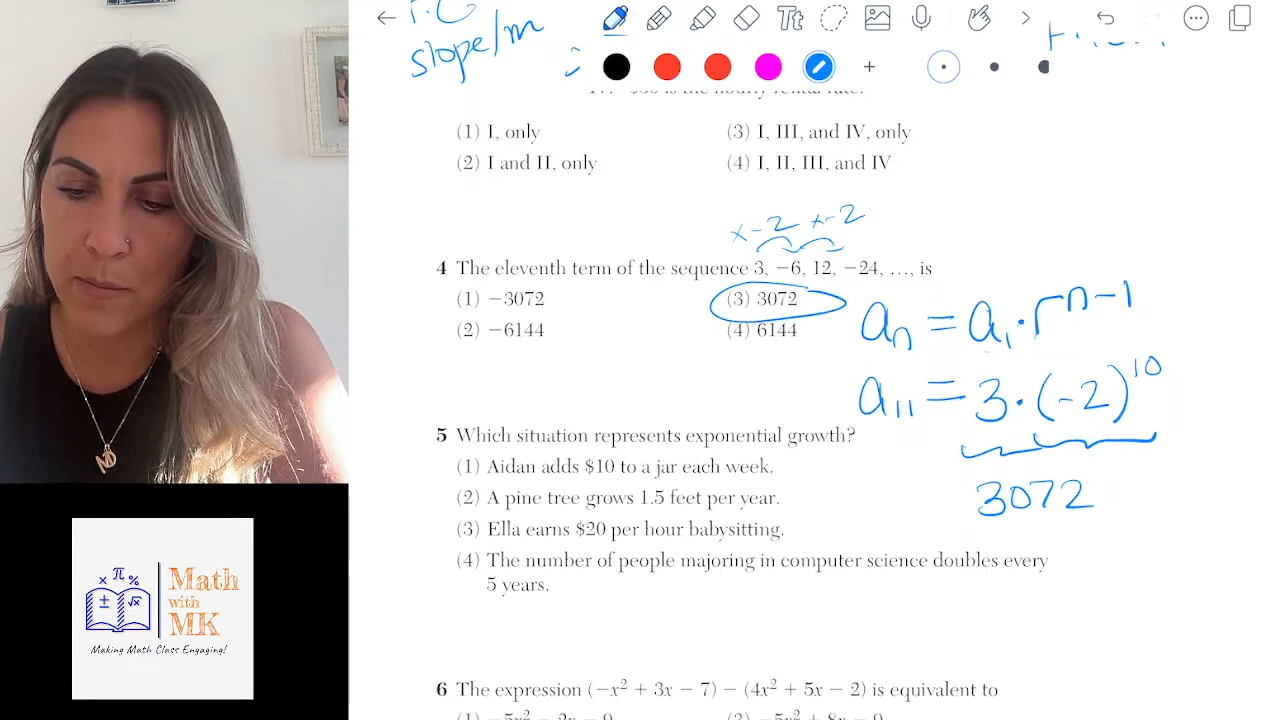 slope/m
(1) I, only
(3) I, III, and IV, only
(2) I and II, only
(4) I, II, III, and IV
x-2 x-2
4 The eleventh term of the sequence 3, −6, 12, −24, …, is
(1) −3072
(3) 3072
(2) −6144
(4) 6144
aₙ = a₁ · rⁿ⁻¹
a₁₁ = 3 · (-2)¹⁰
3072
5 Which situation represents exponential growth?
(1) Aidan adds $10 to a jar each week.
(2) A pine tree grows 1.5 feet per year.
(3) Ella earns $20 per hour babysitting.
(4) The number of people majoring in computer science doubles every
5 years.
6 The expression (−x² + 3x − 7) − (4x² + 5x − 2) is equivalent to
Tt
× π %
± √x
Math
with
MK
Making Math Class Engaging!